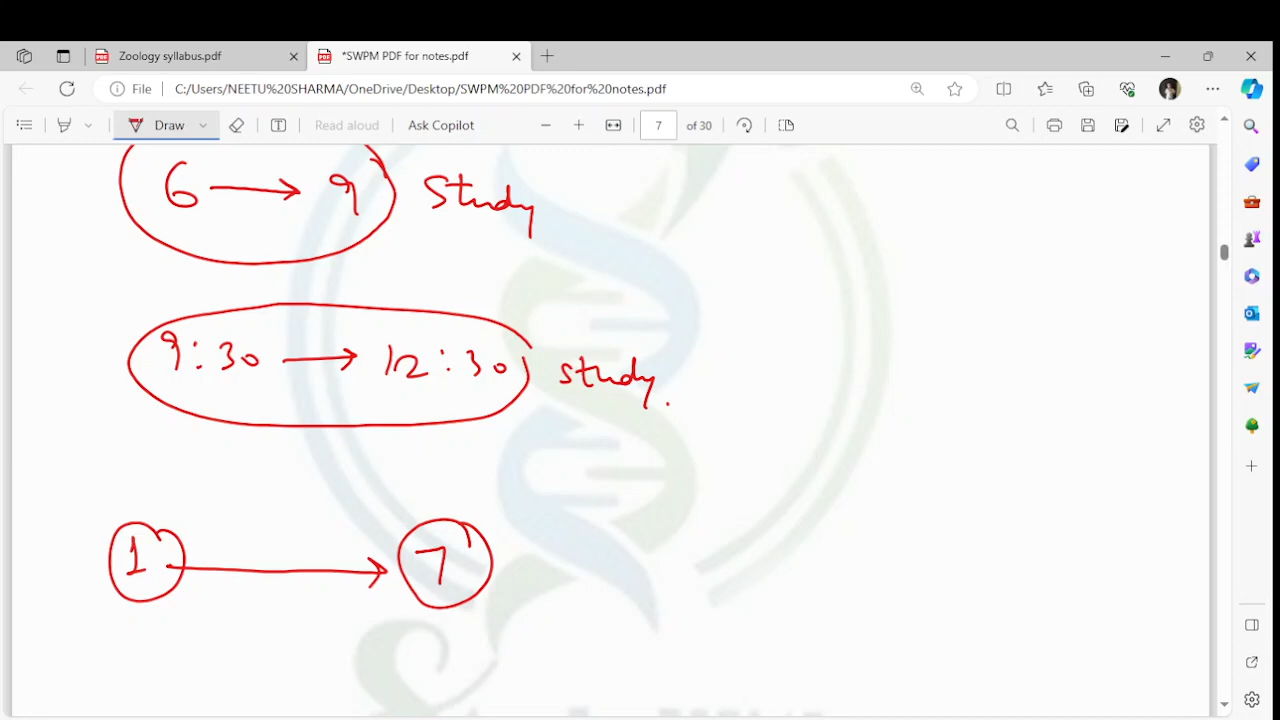 Zoology syllabus.pdf
*SWPM PDF for notes.pdf
File C:/Users/NEETU%20SHARMA/OneDrive/Desktop/SWPM%20PDF%20for%20notes.pdf
Draw Read aloud Ask Copilot 7 of 30
6 → 9 Study
9:30 → 12:30 study.
1 → 7